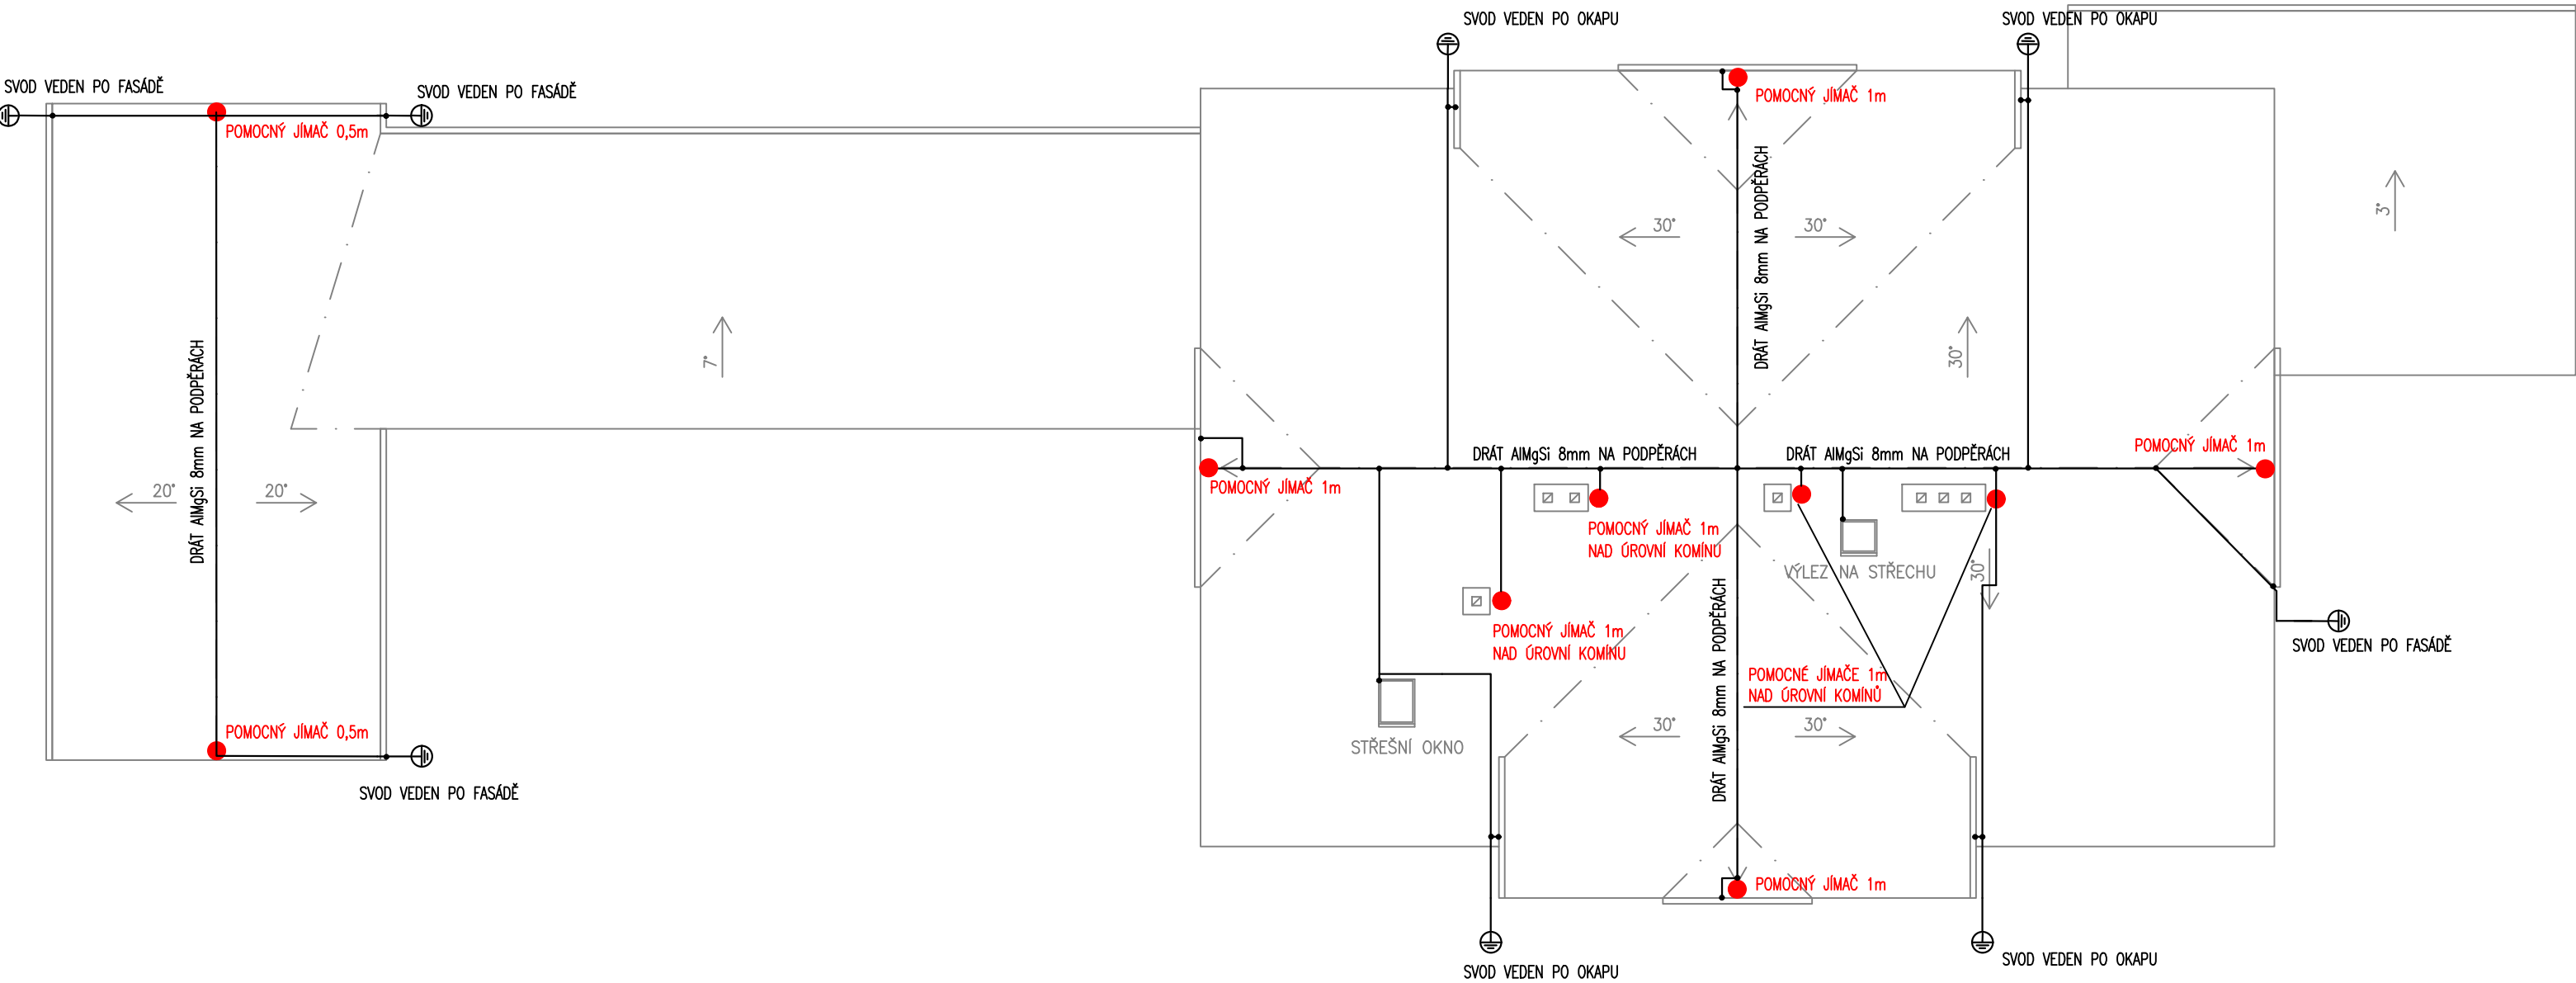 SVOD VEDEN PO OKAPU
SVOD VEDEN PO OKAPU
SVOD VEDEN PO FASÁDĚ
SVOD VEDEN PO FASÁDĚ
POMOCNÝ JÍMAČ 1m
POMOCNÝ JÍMAČ 0,5m
DRÁT AlMgSi 8mm NA PODPĚRÁCH
30°
30°
3°
7°
30°
DRÁT AlMgSi 8mm NA PODPĚRÁCH
20°
20°
DRÁT AlMgSi 8mm NA PODPĚRÁCH
DRÁT AlMgSi 8mm NA PODPĚRÁCH
POMOCNÝ JÍMAČ 1m
POMOCNÝ JÍMAČ 1m
POMOCNÝ JÍMAČ 1m
NAD ÚROVNÍ KOMÍNU
VÝLEZ NA STŘECHU
30°
POMOCNÝ JÍMAČ 1m
NAD ÚROVNÍ KOMÍNU
SVOD VEDEN PO FASÁDĚ
DRÁT AlMgSi 8mm NA PODPĚRÁCH
POMOCNÉ JÍMAČE 1m
NAD ÚROVNÍ KOMÍNŮ
POMOCNÝ JÍMAČ 0,5m
30°
30°
STŘEŠNÍ OKNO
SVOD VEDEN PO FASÁDĚ
POMOCNÝ JÍMAČ 1m
SVOD VEDEN PO OKAPU
SVOD VEDEN PO OKAPU